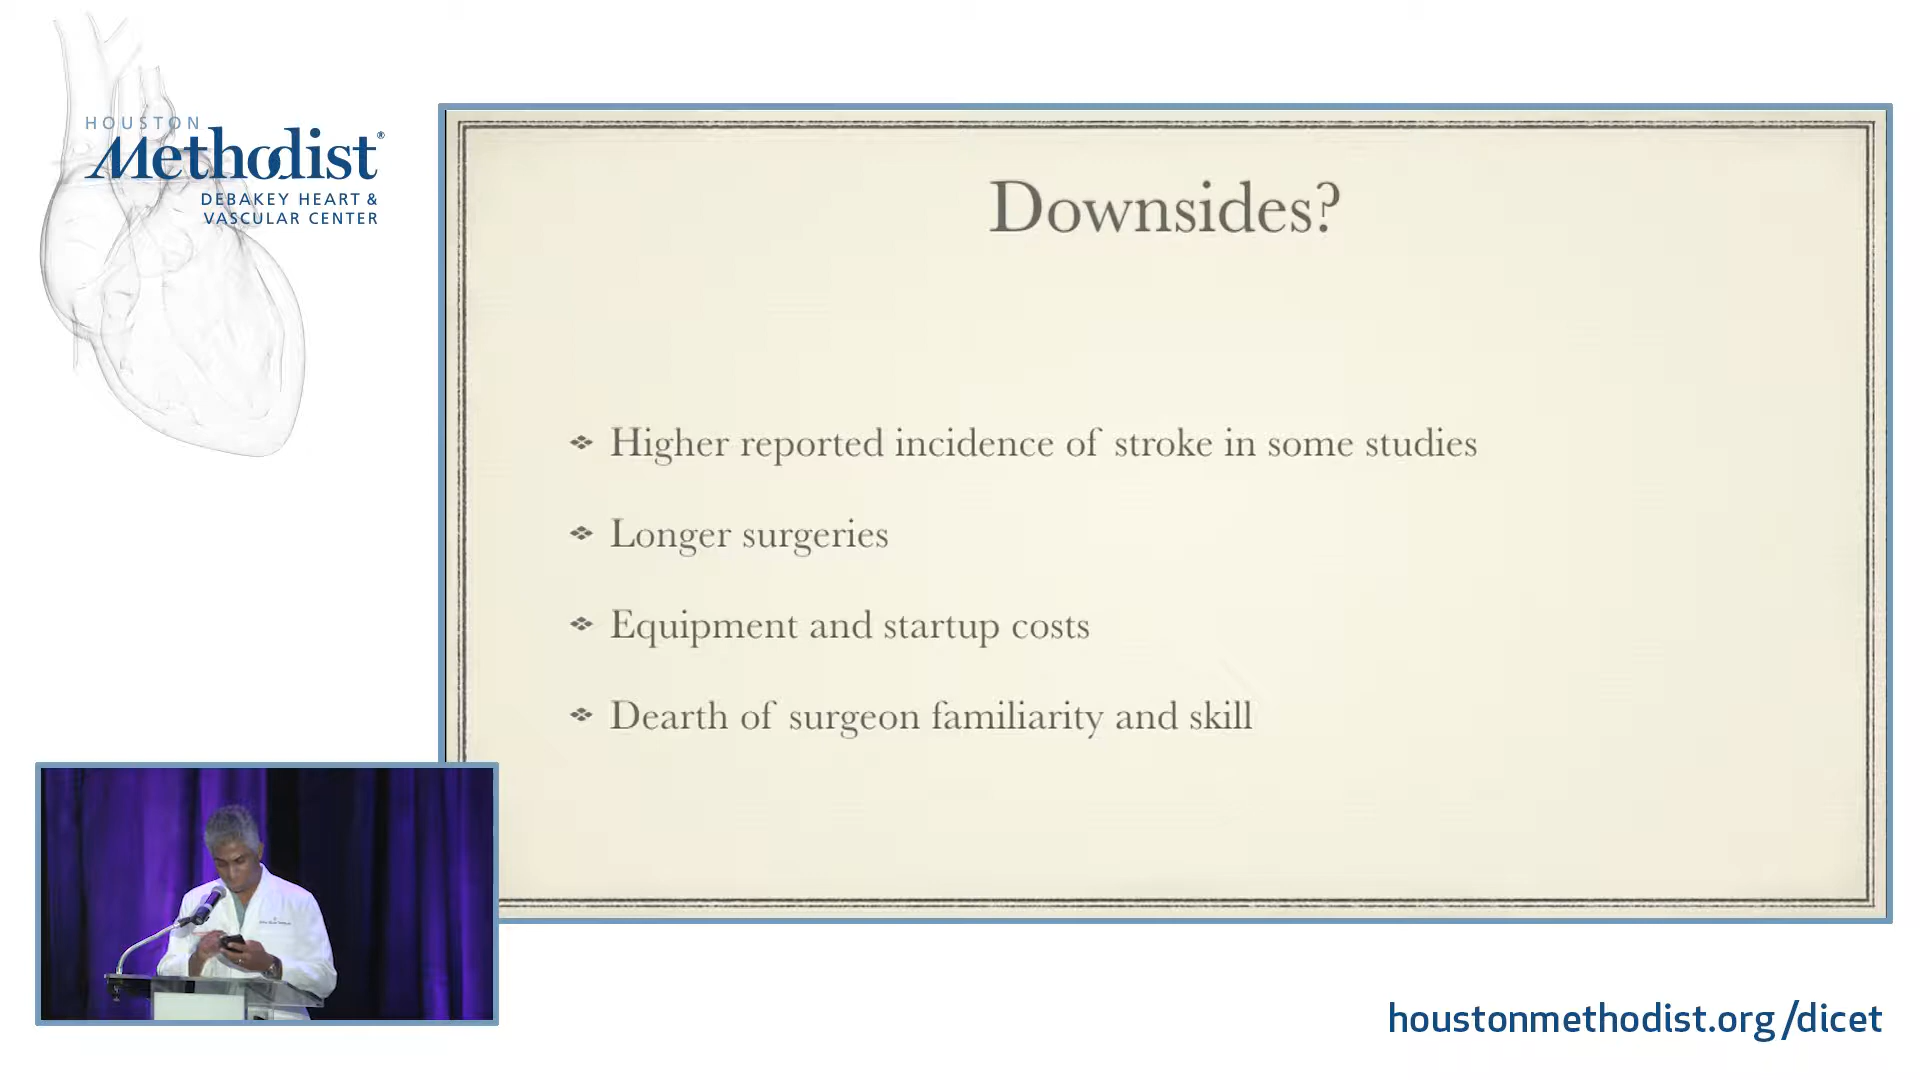 HOUSTON
Methodist®
DEBAKEY HEART &
VASCULAR CENTER
Downsides?
Higher reported incidence of stroke in some studies
Longer surgeries
Equipment and startup costs
Dearth of surgeon familiarity and skill
houstonmethodist.org/dicet